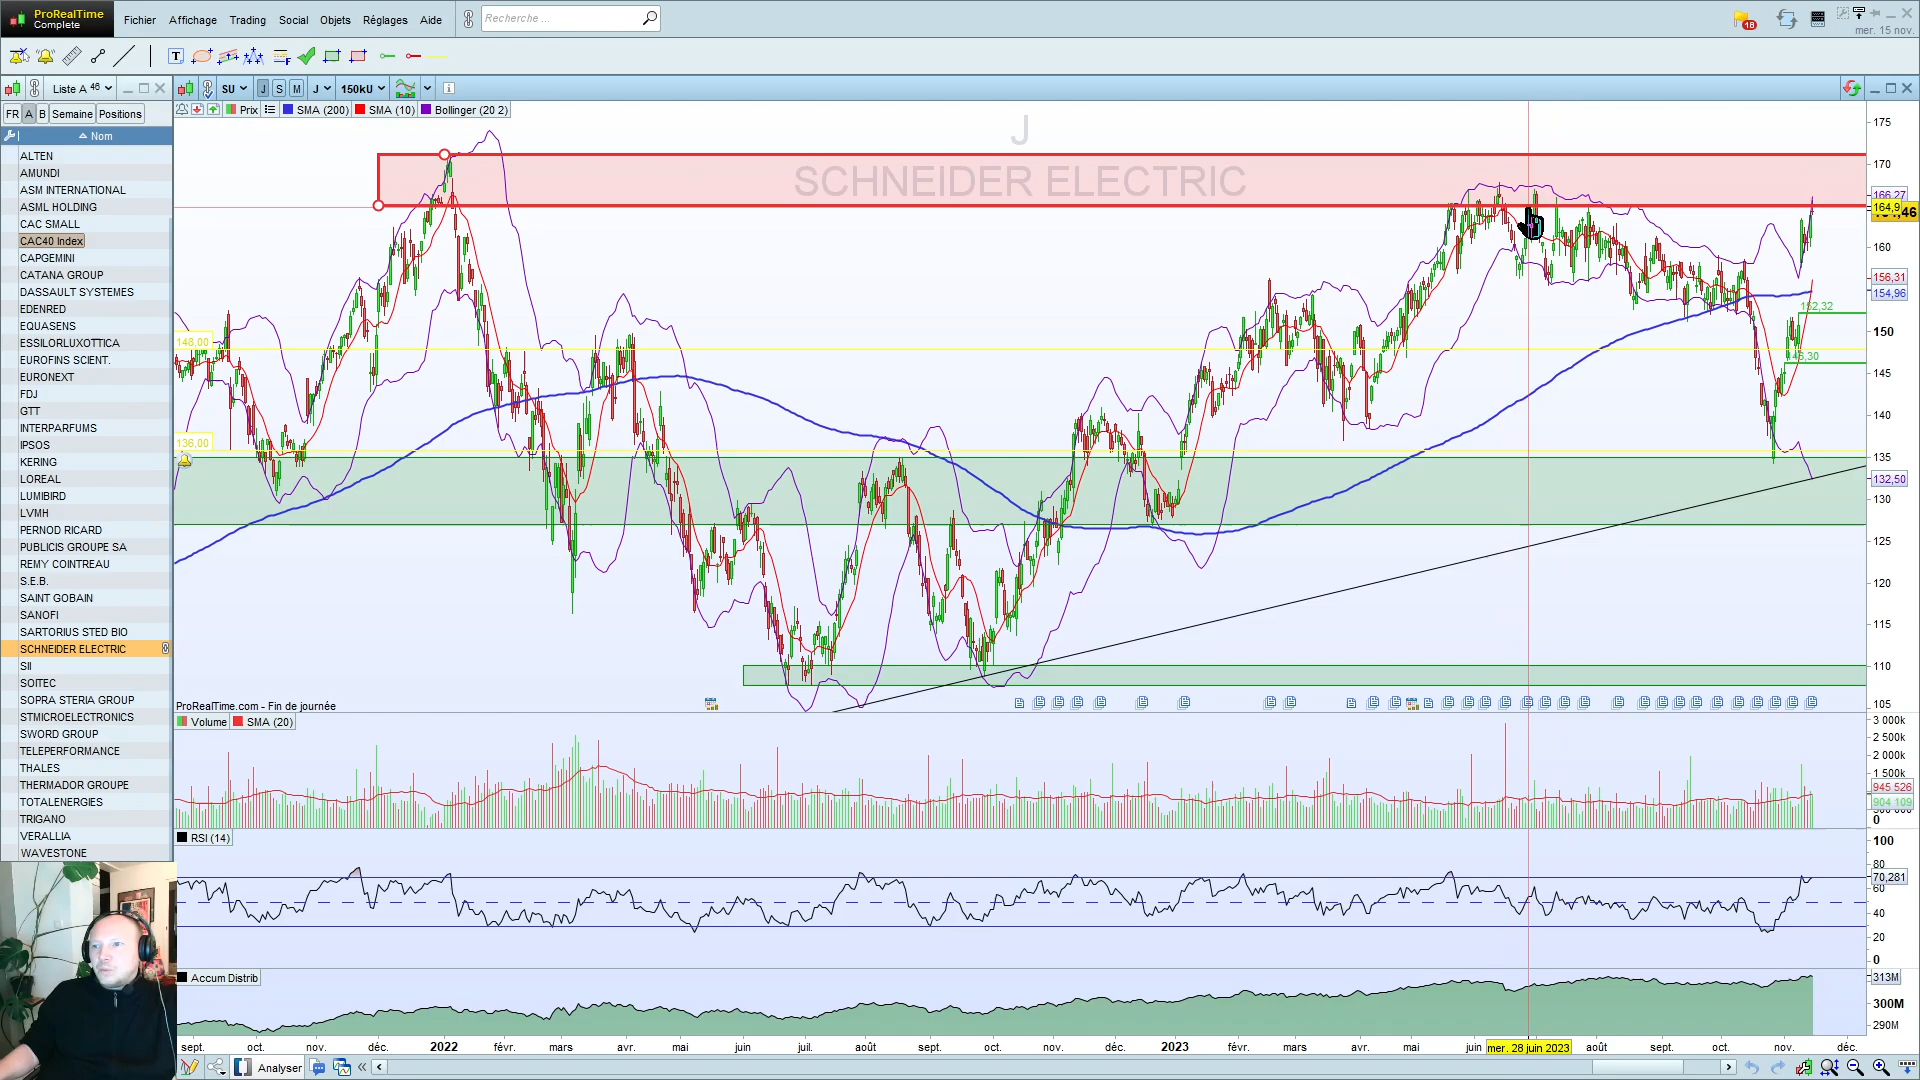 ProRealTime
Complete
Fichier Affichage Trading Social Objets Réglages Aide
Recherche ...
18
mer. 15 nov.
Liste A 46
SU J S M J 150kU
FR A B Semaine Positions
Prix SMA (200) SMA (10) Bollinger (20 2)
Nom
ALTEN
AMUNDI
ASM INTERNATIONAL
ASML HOLDING
CAC SMALL
CAC40 Index
CAPGEMINI
CATANA GROUP
DASSAULT SYSTEMES
EDENRED
EQUASENS
ESSILORLUXOTTICA
EUROFINS SCIENT.
EURONEXT
FDJ
GTT
INTERPARFUMS
IPSOS
KERING
LOREAL
LUMIBIRD
LVMH
PERNOD RICARD
PUBLICIS GROUPE SA
REMY COINTREAU
S.E.B.
SAINT GOBAIN
SANOFI
SARTORIUS STED BIO
SCHNEIDER ELECTRIC
SII
SOITEC
SOPRA STERIA GROUP
STMICROELECTRONICS
SWORD GROUP
TELEPERFORMANCE
THALES
THERMADOR GROUPE
TOTALENERGIES
TRIGANO
VERALLIA
WAVESTONE
J
SCHNEIDER ELECTRIC
148,00
136,00
152,32
175
170
166,27
164,9
160
156,31
154,96
150
145
140
135
132,50
130
125
120
115
110
105
ProRealTime.com - Fin de journée
Volume SMA (20)
3 000k
2 500k
2 000k
1 500k
945 526
904 109
0
RSI (14)
100
80
70,281
60
40
20
0
Accum Distrib
313M
300M
290M
sept. oct. nov. déc. 2022 févr. mars avr. mai juin juil. août sept. oct. nov. déc. 2023 févr. mars avr. mai juin mer. 28 juin 2023 août sept. oct. nov. déc.
Analyser